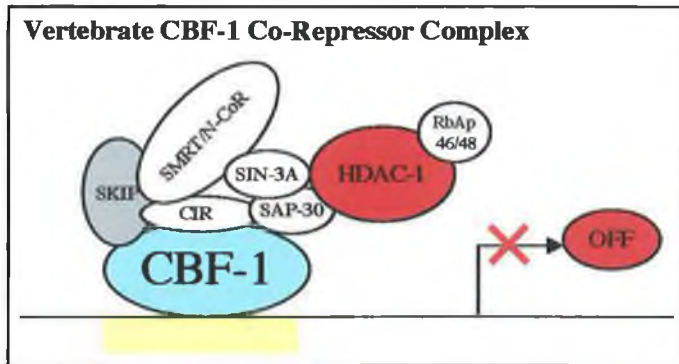 Vertebrate CBF-1 Co-Repressor Complex
SMRT/N-CoR
RbAp
46/48
SKIP
SIN-3A
HDAC-1
CIR
SAP-30
CBF-1
OFF